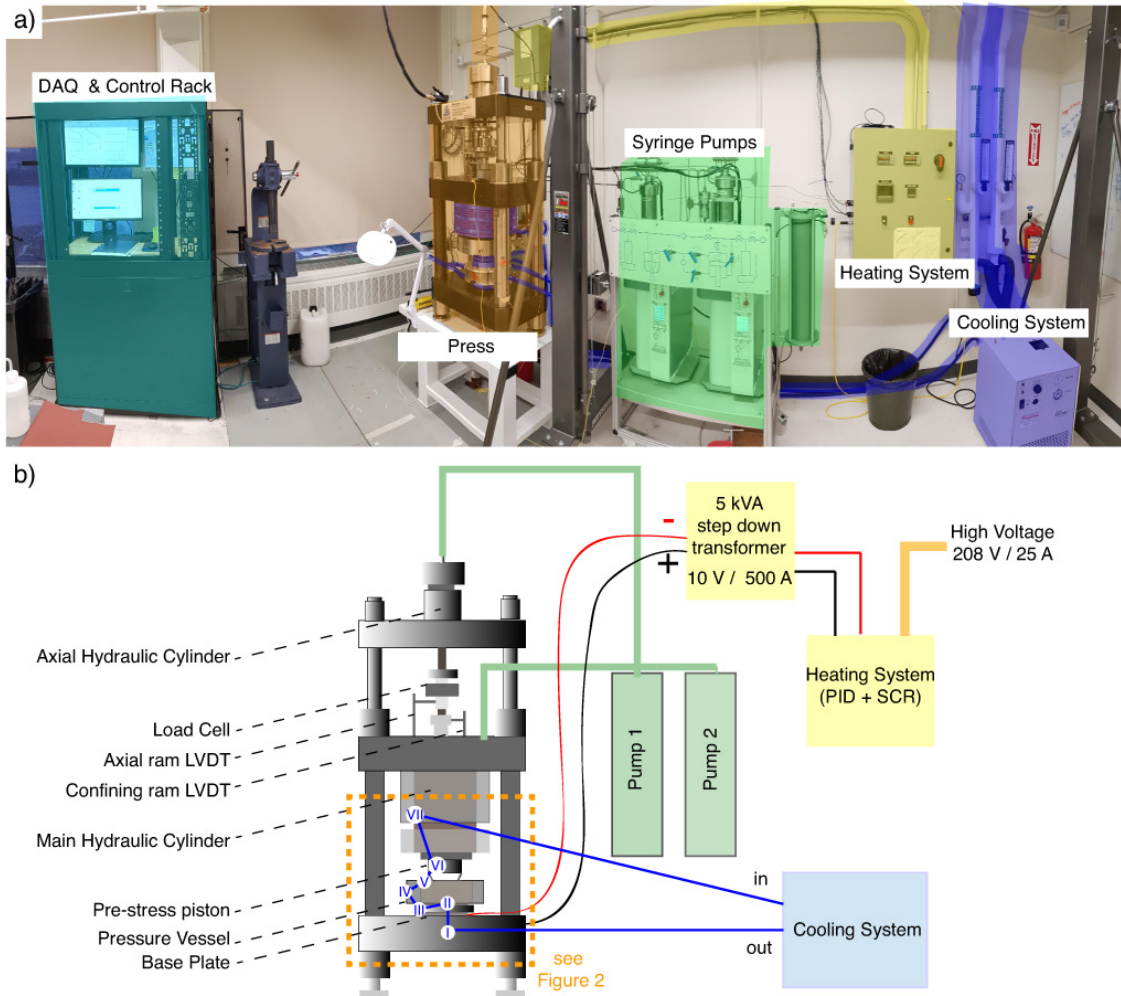 a)
DAQ & Control Rack
Syringe Pumps
Heating System
Cooling System
Press
b)
5 kVA
step down
transformer
10 V / 500 A
-
+
High Voltage
208 V / 25 A
Heating System
(PID + SCR)
Axial Hydraulic Cylinder
Load Cell
Axial ram LVDT
Confining ram LVDT
Main Hydraulic Cylinder
Pre-stress piston
Pressure Vessel
Base Plate
Pump 1
Pump 2
VII
VI
V
IV
III
II
I
in
out
Cooling System
see
Figure 2